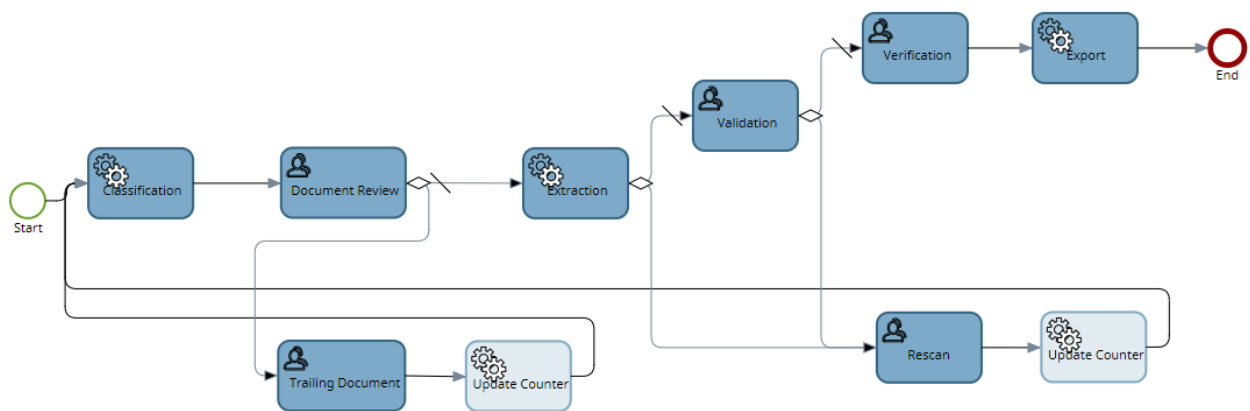 Verification
Export
End
Validation
Classification
Document Review
Extraction
Start
Rescan
Update Counter
Trailing Document
Update Counter